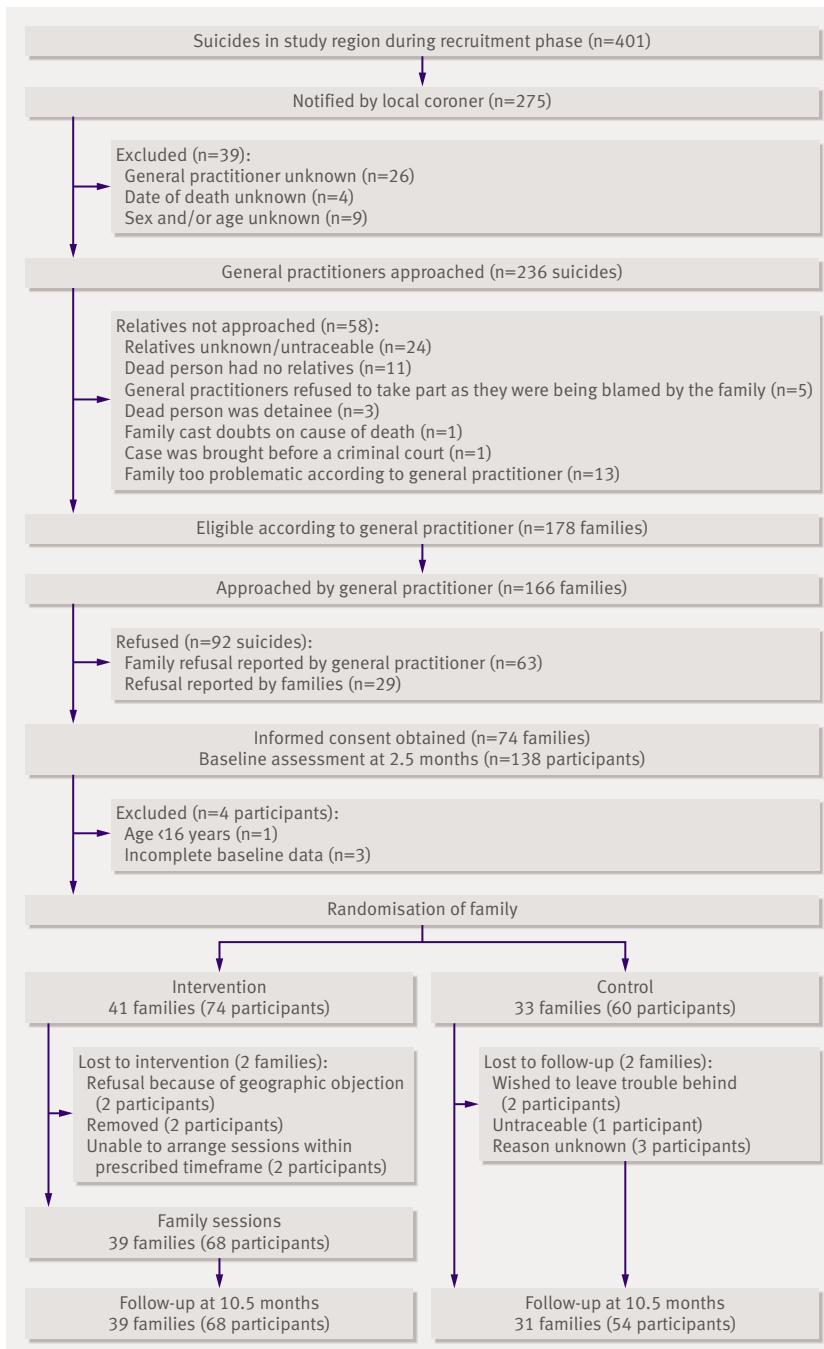 Suicides in study region during recruitment phase (n=401)
Notified by local coroner (n=275)
Excluded (n=39):
General practitioner unknown (n=26)
Date of death unknown (n=4)
Sex and/or age unknown (n=9)
General practitioners approached (n=236 suicides)
Relatives not approached (n=58):
Relatives unknown/untraceable (n=24)
Dead person had no relatives (n=11)
General practitioners refused to take part as they were being blamed by the family (n=5)
Dead person was detainee (n=3)
Family cast doubts on cause of death (n=1)
Case was brought before a criminal court (n=1)
Family too problematic according to general practitioner (n=13)
Eligible according to general practitioner (n=178 families)
Approached by general practitioner (n=166 families)
Refused (n=92 suicides):
Family refusal reported by general practitioner (n=63)
Refusal reported by families (n=29)
Informed consent obtained (n=74 families)
Baseline assessment at 2.5 months (n=138 participants)
Excluded (n=4 participants):
Age <16 years (n=1)
Incomplete baseline data (n=3)
Randomisation of family
Intervention
41 families (74 participants)
Lost to intervention (2 families):
Refusal because of geographic objection
(2 participants)
Removed (2 participants)
Unable to arrange sessions within
prescribed timeframe (2 participants)
Family sessions
39 families (68 participants)
Follow-up at 10.5 months
39 families (68 participants)
Control
33 families (60 participants)
Lost to follow-up (2 families):
Wished to leave trouble behind
(2 participants)
Untraceable (1 participant)
Reason unknown (3 participants)
Follow-up at 10.5 months
31 families (54 participants)